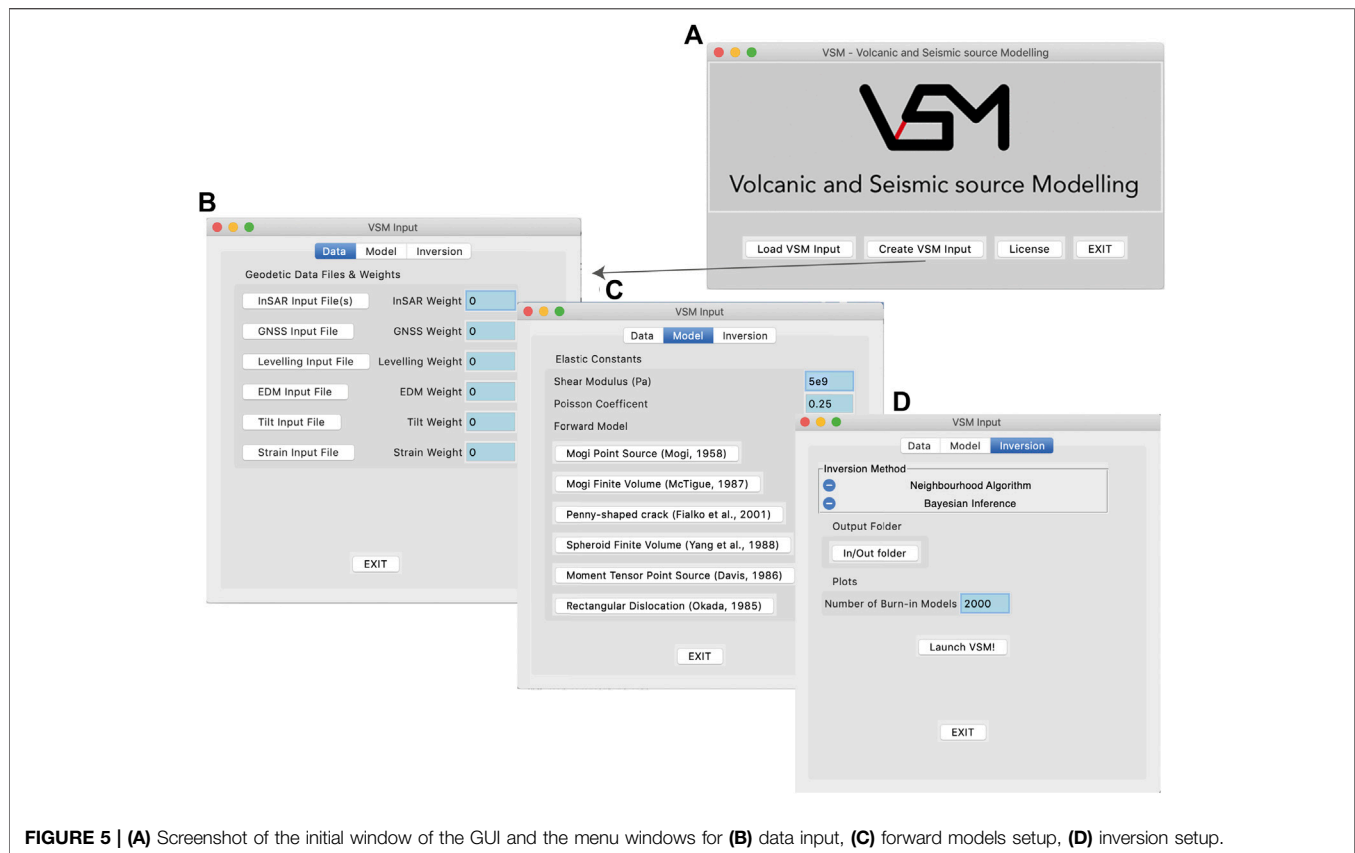 A
VSM - Volcanic and Seismic source Modelling
VSM
Volcanic and Seismic source Modelling
Load VSM Input
Create VSM Input
License
EXIT
B
VSM Input
Data
Model
Inversion
Geodetic Data Files & Weights
InSAR Input File(s)
InSAR Weight
0
GNSS Input File
GNSS Weight
0
Levelling Input File
Levelling Weight
0
EDM Input File
EDM Weight
0
Tilt Input File
Tilt Weight
0
Strain Input File
Strain Weight
0
EXIT
C
VSM Input
Data
Model
Inversion
Elastic Constants
Shear Modulus (Pa)
5e9
Poisson Coefficent
0.25
Forward Model
Mogi Point Source (Mogi, 1958)
Mogi Finite Volume (McTigue, 1987)
Penny-shaped crack (Fialko et al., 2001)
Spheroid Finite Volume (Yang et al., 1988)
Moment Tensor Point Source (Davis, 1986)
Rectangular Dislocation (Okada, 1985)
EXIT
D
VSM Input
Data
Model
Inversion
Inversion Method
Neighbourhood Algorithm
Bayesian Inference
Output Folder
In/Out folder
Plots
Number of Burn-in Models
2000
Launch VSM!
EXIT
FIGURE 5 | (A) Screenshot of the initial window of the GUI and the menu windows for (B) data input, (C) forward models setup, (D) inversion setup.